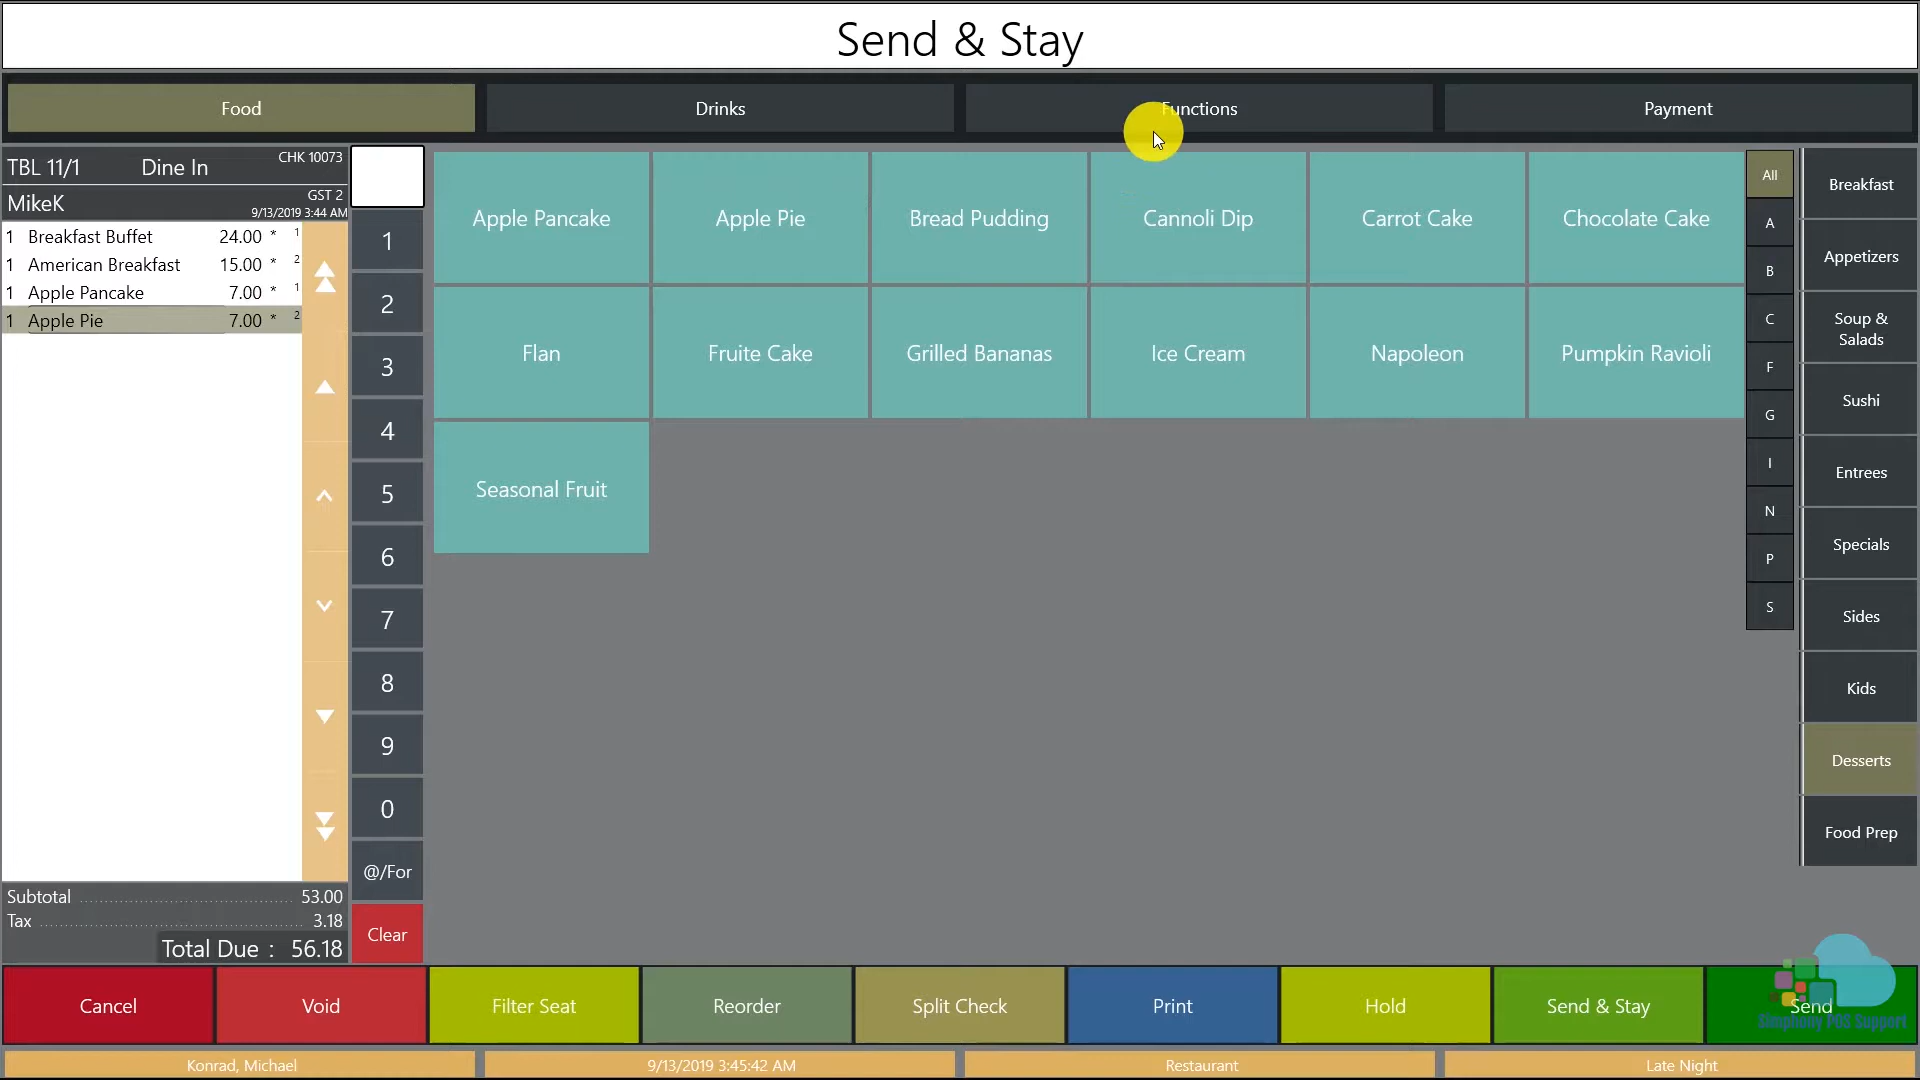 Send & Stay
Food
Drinks
Functions
Payment
TBL 11/1 Dine In CHK 10073
MikeK GST 2
9/13/2019 3:44 AM
1 Breakfast Buffet 24.00 * 1
1 American Breakfast 15.00 * 2
1 Apple Pancake 7.00 * 1
1 Apple Pie 7.00 * 2
Subtotal 53.00
Tax 3.18
Total Due : 56.18
1
2
3
4
5
6
7
8
9
0
@/For
Clear
Apple Pancake
Apple Pie
Bread Pudding
Cannoli Dip
Carrot Cake
Chocolate Cake
Flan
Fruite Cake
Grilled Bananas
Ice Cream
Napoleon
Pumpkin Ravioli
Seasonal Fruit
All
A
B
C
F
G
I
N
P
S
Breakfast
Appetizers
Soup &
Salads
Sushi
Entrees
Specials
Sides
Kids
Desserts
Food Prep
Cancel
Void
Filter Seat
Reorder
Split Check
Print
Hold
Send & Stay
Send
Simphony POS Support
Konrad, Michael
9/13/2019 3:45:42 AM
Restaurant
Late Night